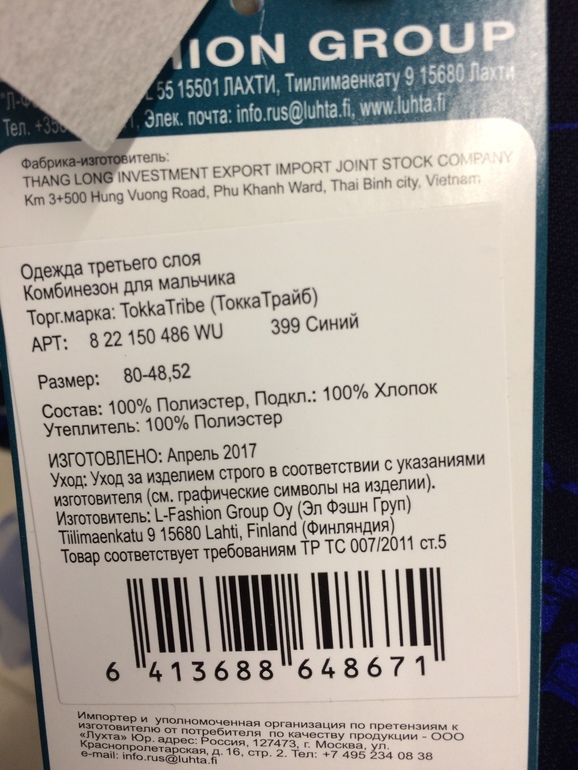 HION GROUP
55 15501 ЛАХТИ, Тиилимаенкату 9 15680 Лахти
Тел. Элек. почта: info.rus@luhta.fi, www.luhta.fi
Фабрика-изготовитель:
THANG LONG INVESTMENT EXPORT IMPORT JOINT STOCK COMPANY
Km 3+500 Hung Vuong Road, Phu Khanh Ward, Thai Binh city, Vietnam
Одежда третьего слоя
Комбинезон для мальчика
Торг.марка: TokkaTribe (ТоккаТрайб)
АРТ: 8 22 150 486 WU 399 Синий
Размер: 80-48,52
Состав: 100% Полиэстер, Подкл.: 100% Хлопок
Утеплитель: 100% Полиэстер
ИЗГОТОВЛЕНО: Апрель 2017
Уход: Уход за изделием строго в соответствии с указаниями
изготовителя (см. графические символы на изделии).
Изготовитель: L-Fashion Group Oy (Эл Фэшн Груп)
Tiilimaenkatu 9 15680 Lahti, Finland (Финляндия)
Товар соответствует требованиям ТР ТС 007/2011 ст.5
6 413688 648671
Импортер и уполномоченная организация по претензиям к
изготовителю от потребителя по качеству продукции - ООО
«Лухта» Юр. адрес: Россия, 127473, г. Москва, ул.
Краснопролетарская, д. 16, стр. 2. Тел: +7 495 234 08 38
e-mail: info.rus@luhta.fi